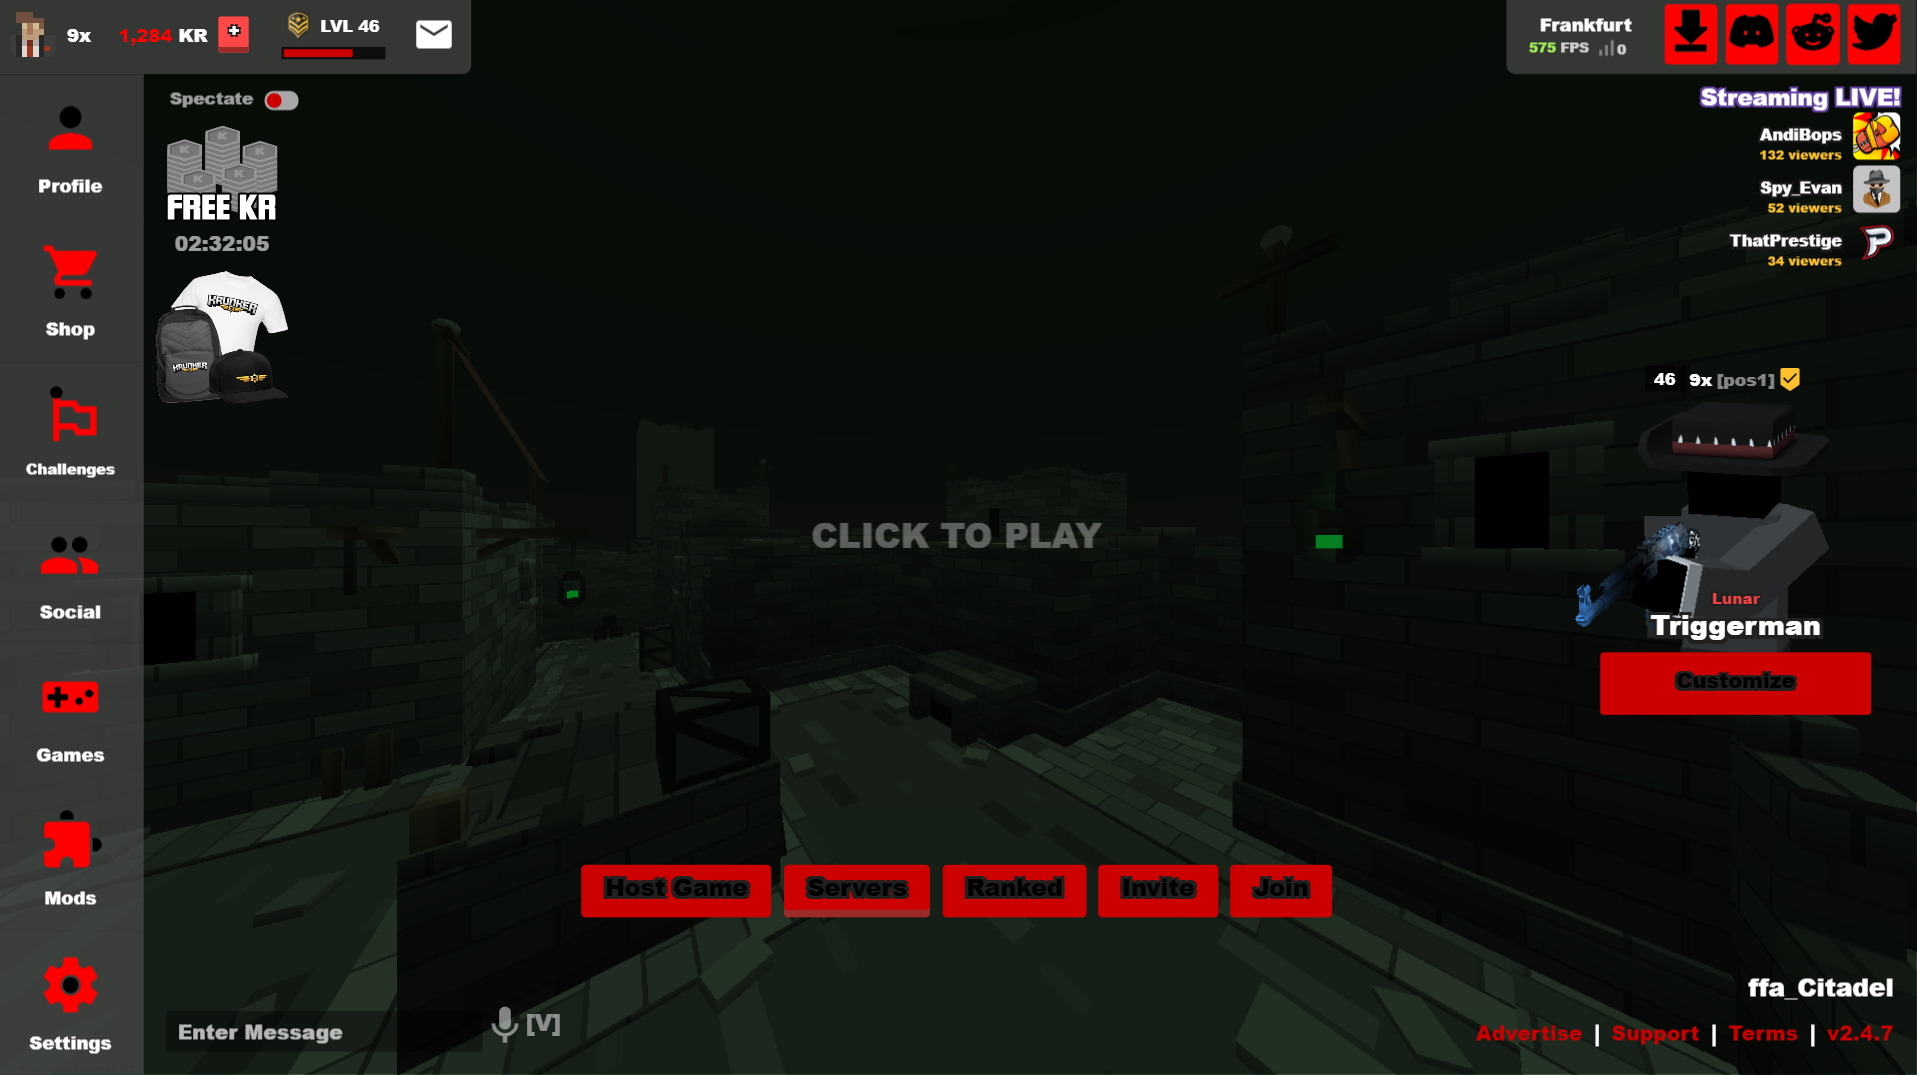 9x
1,284 KR
LVL 46
Frankfurt
575 FPS
0
Spectate
Streaming LIVE!
AndiBops
132 viewers
Spy_Evan
52 viewers
ThatPrestige
34 viewers
Profile
K
K
K
K
K
FREE KR
02:32:05
Shop
KRUNKER
KRUNKER
Challenges
46 9x [pos1]
CLICK TO PLAY
Social
Lunar
Triggerman
Customize
Games
Mods
Host Game
Servers
Ranked
Invite
Join
ffa_Citadel
Enter Message
[V]
Settings
Advertise | Support | Terms | v2.4.7